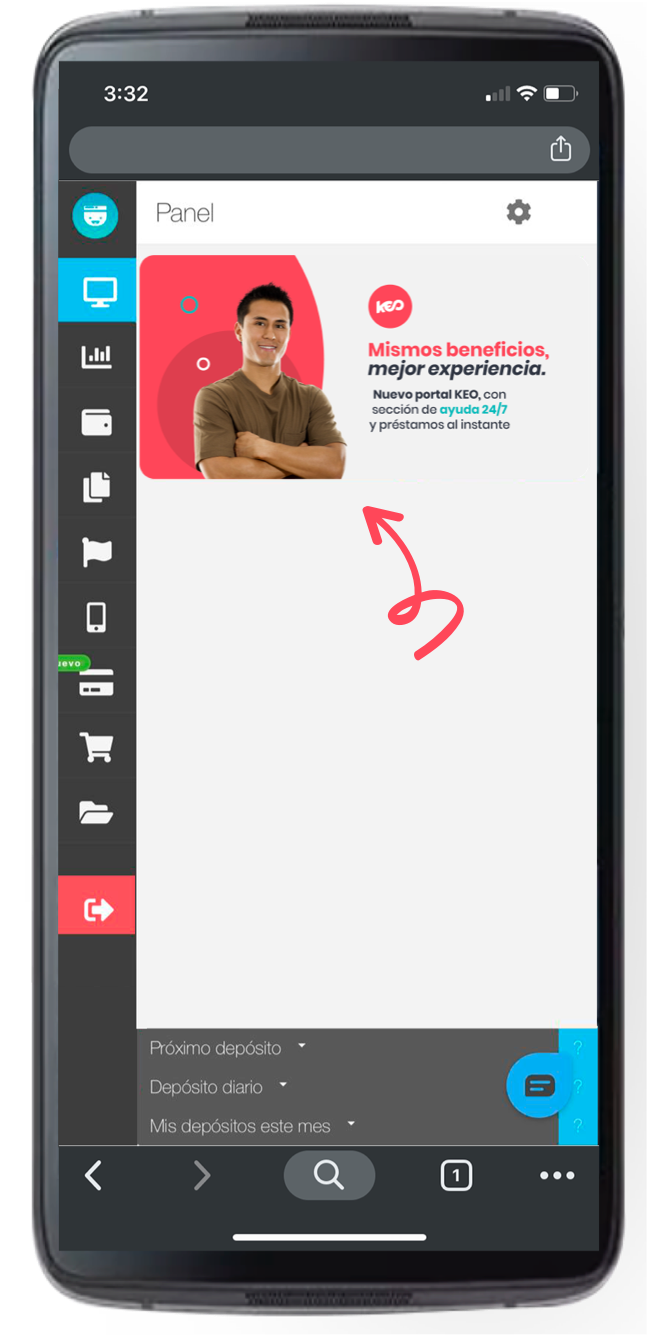 3:32
Panel
KEO
Mismos beneficios,
mejor experiencia.
Nuevo portal KEO, con
sección de ayuda 24/7
y préstamos al instante
uevo
Próximo depósito
?
Depósito diario
?
Mis depósitos este mes
?
1